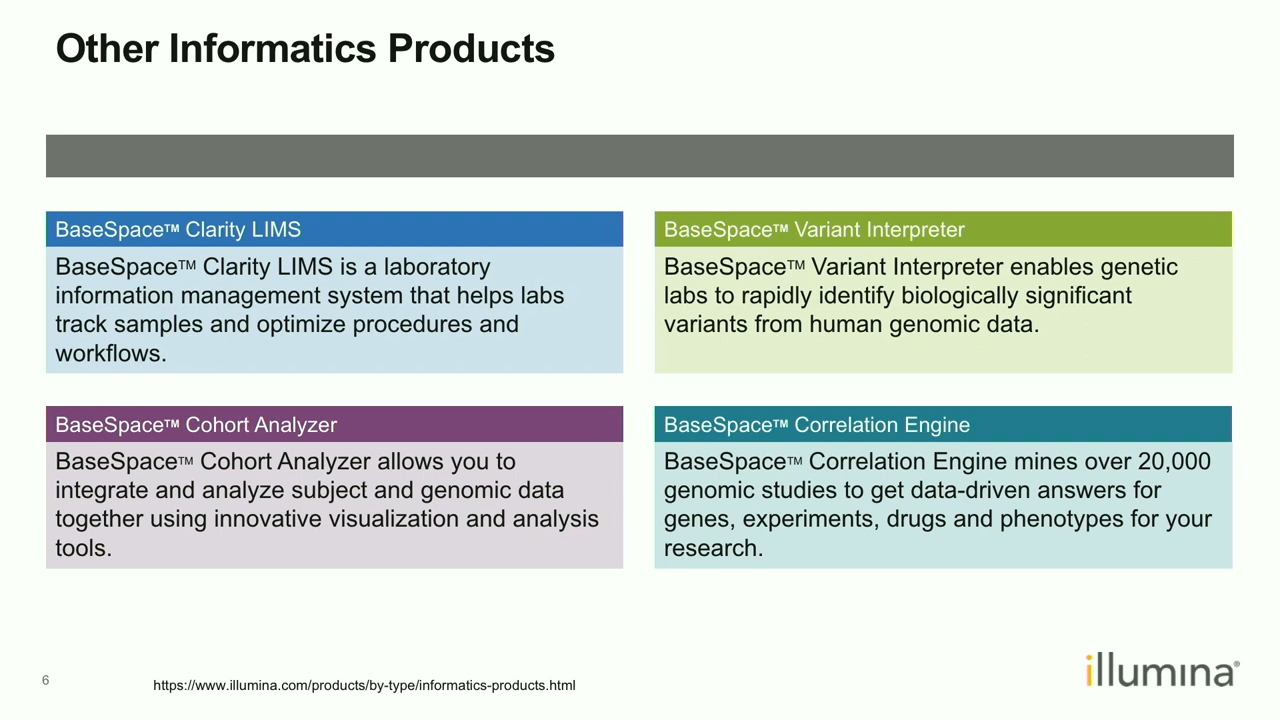 Other Informatics Products
BaseSpace™ Clarity LIMS
BaseSpace™ Clarity LIMS is a laboratory
information management system that helps labs
track samples and optimize procedures and
workflows.
BaseSpace™ Variant Interpreter
BaseSpace™ Variant Interpreter enables genetic
labs to rapidly identify biologically significant
variants from human genomic data.
BaseSpace™ Cohort Analyzer
BaseSpace™ Cohort Analyzer allows you to
integrate and analyze subject and genomic data
together using innovative visualization and analysis
tools.
BaseSpace™ Correlation Engine
BaseSpace™ Correlation Engine mines over 20,000
genomic studies to get data-driven answers for
genes, experiments, drugs and phenotypes for your
research.
6
https://www.illumina.com/products/by-type/informatics-products.html
illumina®